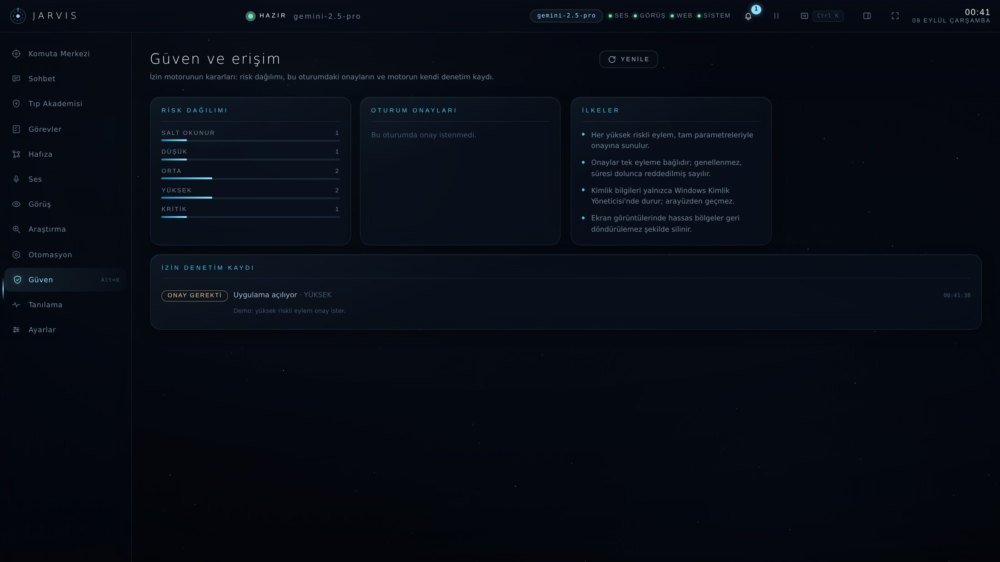 JARVIS
HAZIR gemini-2.5-pro
gemini-2.5-pro SES GÖRÜŞ WEB SİSTEM
1
Ctrl K
00:41
09 EYLÜL ÇARŞAMBA
Komuta Merkezi
Sohbet
Tıp Akademisi
Görevler
Hafıza
Ses
Görüş
Araştırma
Otomasyon
Güven Alt+0
Tanılama
Ayarlar
Güven ve erişim
YENİLE
İzin motorunun kararları: risk dağılımı, bu oturumdaki onayların ve motorun kendi denetim kaydı.
RİSK DAĞILIMI
SALT OKUNUR 1
DÜŞÜK 1
ORTA 2
YÜKSEK 2
KRİTİK 1
OTURUM ONAYLARI
Bu oturumda onay istenmedi.
İLKELER
Her yüksek riskli eylem, tam parametreleriyle
onayına sunulur.
Onaylar tek eyleme bağlıdır; genellenmez,
süresi dolunca reddedilmiş sayılır.
Kimlik bilgileri yalnızca Windows Kimlik
Yöneticisi'nde durur; arayüzden geçmez.
Ekran görüntülerinde hassas bölgeler geri
döndürülemez şekilde silinir.
İZİN DENETİM KAYDI
ONAY GEREKTİ Uygulama açılıyor · YÜKSEK 00:41:38
Demo: yüksek riskli eylem onay ister.